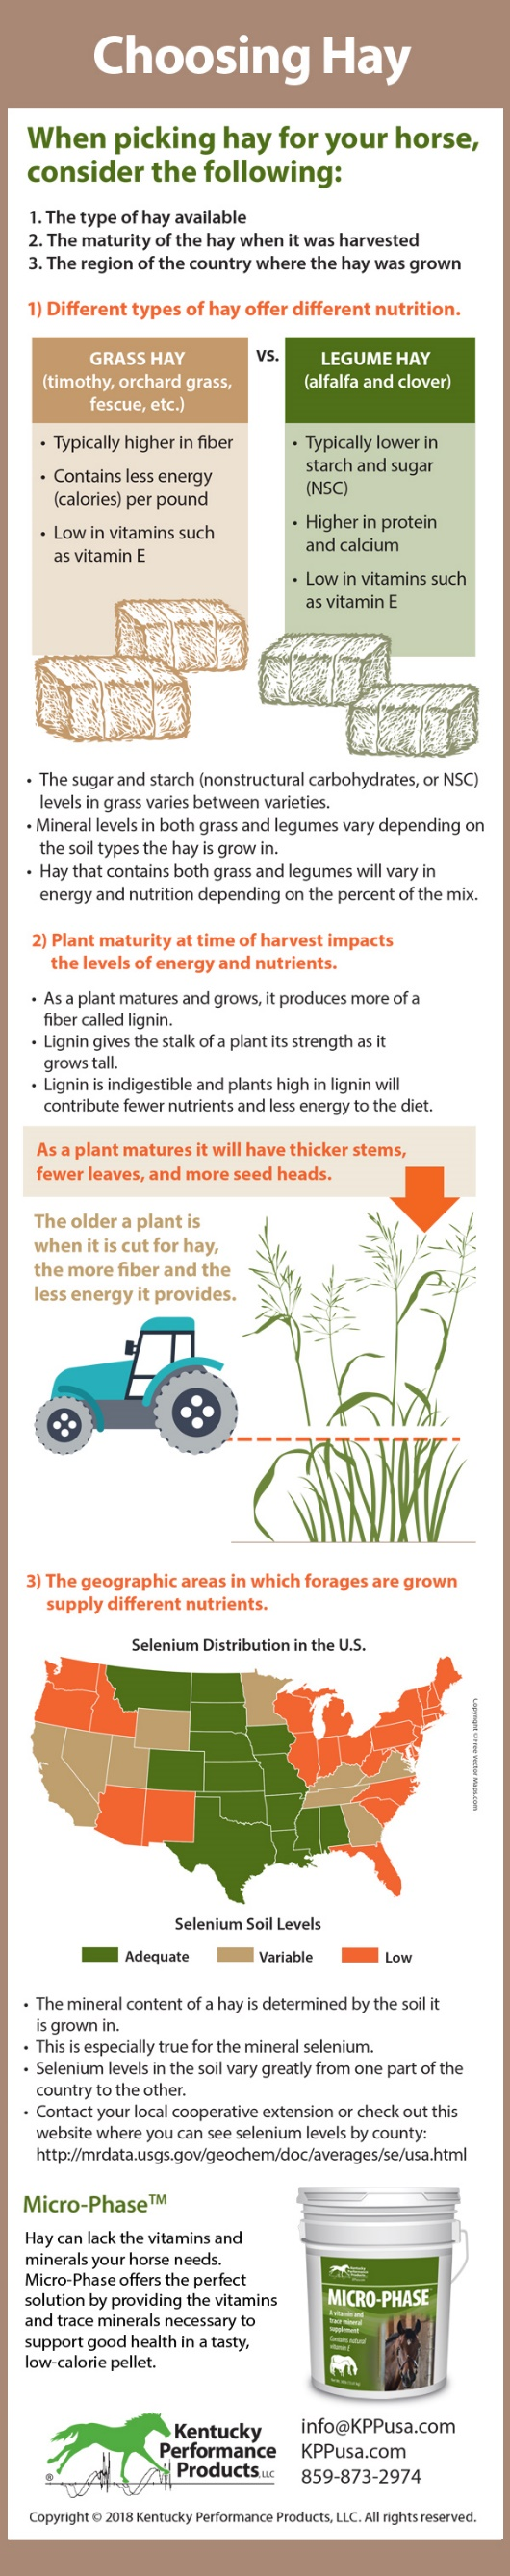 Choosing Hay
When picking hay for your horse,
consider the following:
1. The type of hay available
2. The maturity of the hay when it was harvested
3. The region of the country where the hay was grown
1) Different types of hay offer different nutrition.
GRASS HAY
(timothy, orchard grass,
fescue, etc.)
• Typically higher in fiber
• Contains less energy
(calories) per pound
• Low in vitamins such
as vitamin E
VS.
LEGUME HAY
(alfalfa and clover)
• Typically lower in
starch and sugar
(NSC)
• Higher in protein
and calcium
• Low in vitamins such
as vitamin E
• The sugar and starch (nonstructural carbohydrates, or NSC)
levels in grass varies between varieties.
• Mineral levels in both grass and legumes vary depending on
the soil types the hay is grow in.
• Hay that contains both grass and legumes will vary in
energy and nutrition depending on the percent of the mix.
2) Plant maturity at time of harvest impacts
the levels of energy and nutrients.
• As a plant matures and grows, it produces more of a
fiber called lignin.
• Lignin gives the stalk of a plant its strength as it
grows tall.
• Lignin is indigestible and plants high in lignin will
contribute fewer nutrients and less energy to the diet.
As a plant matures it will have thicker stems,
fewer leaves, and more seed heads.
The older a plant is
when it is cut for hay,
the more fiber and the
less energy it provides.
3) The geographic areas in which forages are grown
supply different nutrients.
Selenium Distribution in the U.S.
Copyright © Free Vector Maps.com
Selenium Soil Levels
Adequate
Variable
Low
• The mineral content of a hay is determined by the soil it
is grown in.
• This is especially true for the mineral selenium.
• Selenium levels in the soil vary greatly from one part of the
country to the other.
• Contact your local cooperative extension or check out this
website where you can see selenium levels by county:
http://mrdata.usgs.gov/geochem/doc/averages/se/usa.html
Micro-Phase™
Hay can lack the vitamins and
minerals your horse needs.
Micro-Phase offers the perfect
solution by providing the vitamins
and trace minerals necessary to
support good health in a tasty,
low-calorie pellet.
MICRO-PHASE
A vitamin and
trace mineral
supplement
Contains natural
vitamin E
Kentucky
Performance
Products, LLC
®
info@KPPusa.com
KPPusa.com
859-873-2974
Copyright © 2018 Kentucky Performance Products, LLC. All rights reserved.